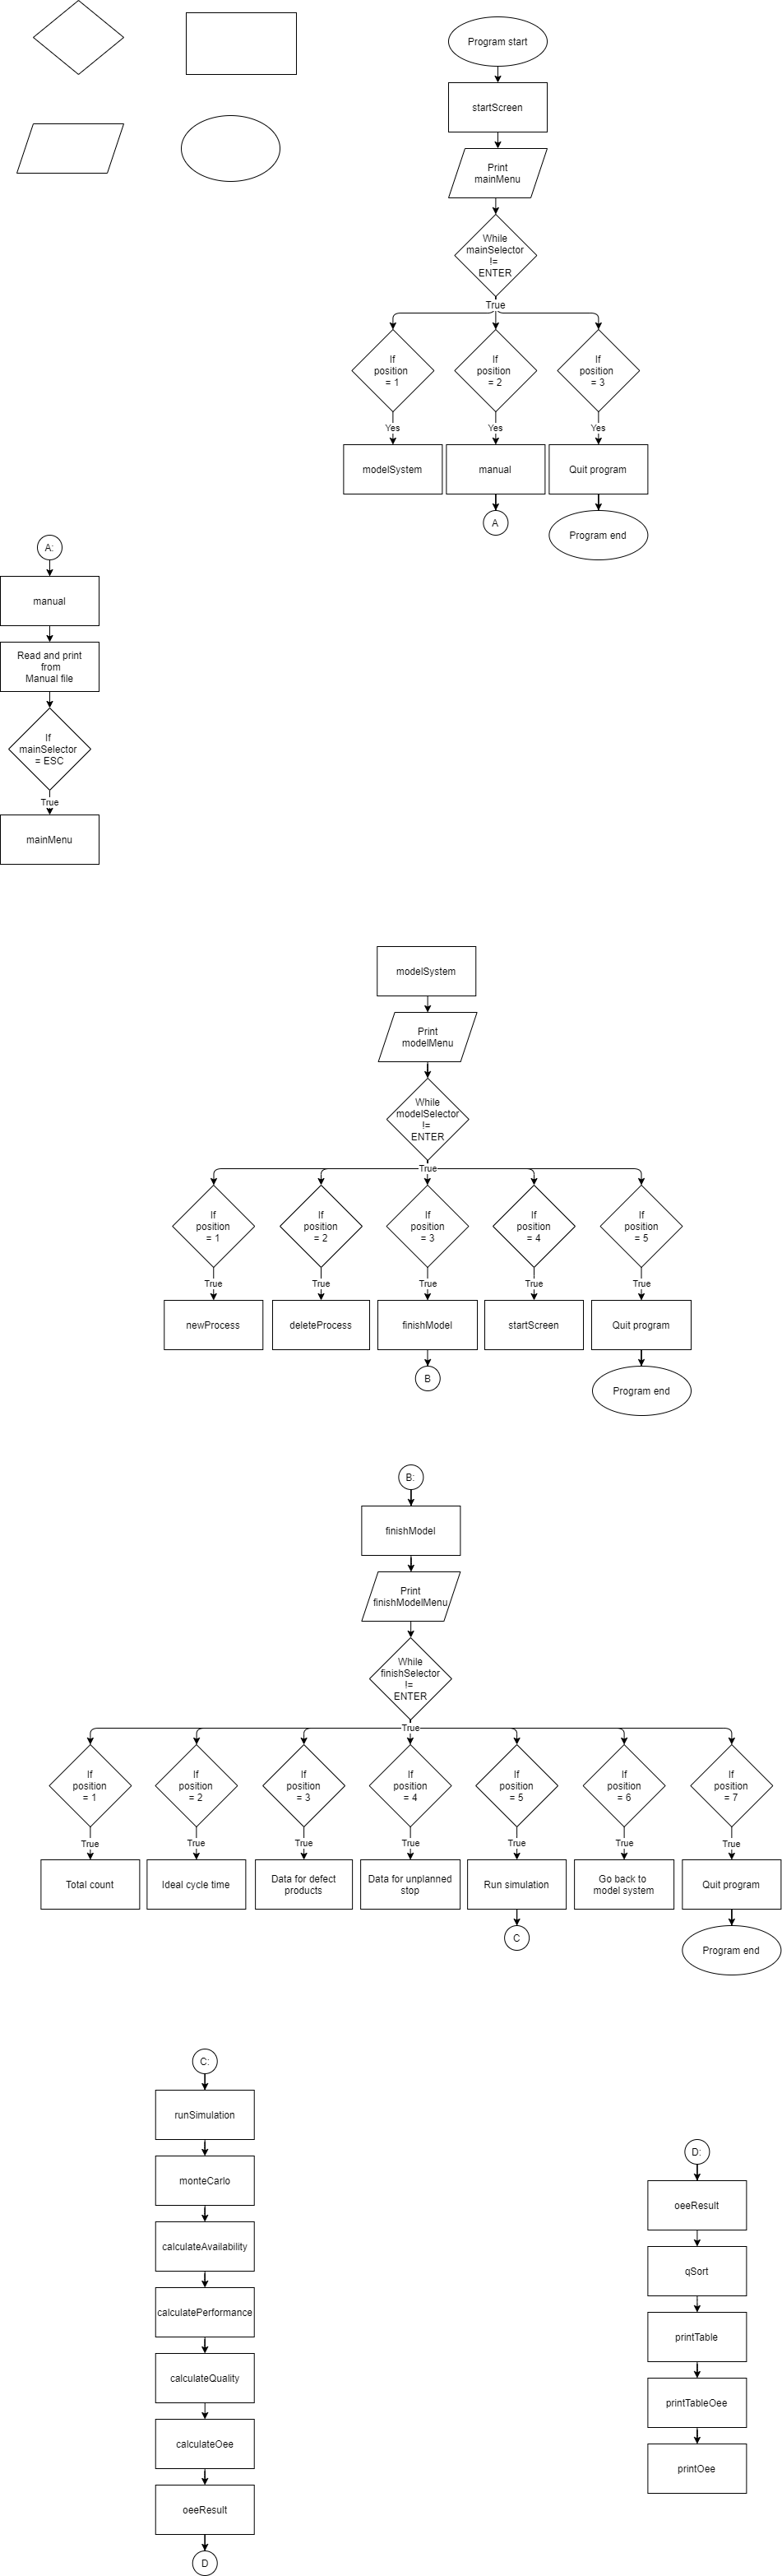 Program start
startScreen
Print
mainMenu
While
mainSelector
!=
ENTER
True
If
position
= 1
If
position
= 2
If
position
= 3
Yes
Yes
Yes
modelSystem
manual
Quit program
A
Program end
A:
manual
Read and print
from
Manual file
If
mainSelector
= ESC
True
mainMenu
modelSystem
Print
modelMenu
While
modelSelector
!=
ENTER
True
If
position
= 1
If
position
= 2
If
position
= 3
If
position
= 4
If
position
= 5
True
True
True
True
True
newProcess
deleteProcess
finishModel
startScreen
Quit program
B
Program end
B:
finishModel
Print
finishModelMenu
While
finishSelector
!=
ENTER
True
If
position
= 1
If
position
= 2
If
position
= 3
If
position
= 4
If
position
= 5
If
position
= 6
If
position
= 7
True
True
True
True
True
True
True
Total count
Ideal cycle time
Data for defect
products
Data for unplanned
stop
Run simulation
Go back to
model system
Quit program
C
Program end
C:
runSimulation
monteCarlo
calculateAvailability
calculatePerformance
calculateQuality
calculateOee
oeeResult
D
D:
oeeResult
qSort
printTable
printTableOee
printOee